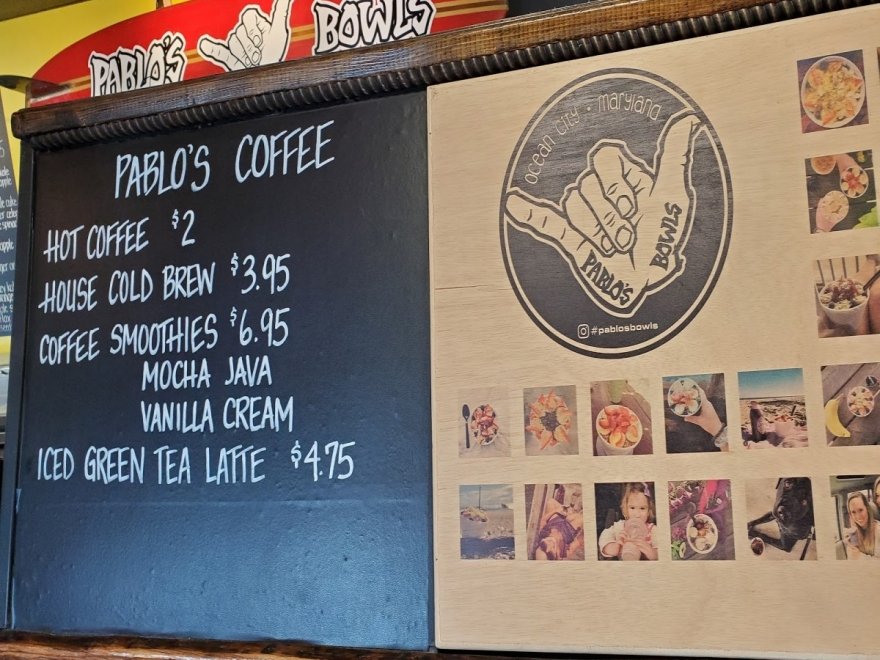 PABLO'S BOWLS
PABLO'S COFFEE
HOT COFFEE $2
HOUSE COLD BREW $3.95
COFFEE SMOOTHIES $6.95
MOCHA JAVA
VANILLA CREAM
ICED GREEN TEA LATTE $4.75
ocean city · maryland
PABLO'S BOWLS
#pablosbowls